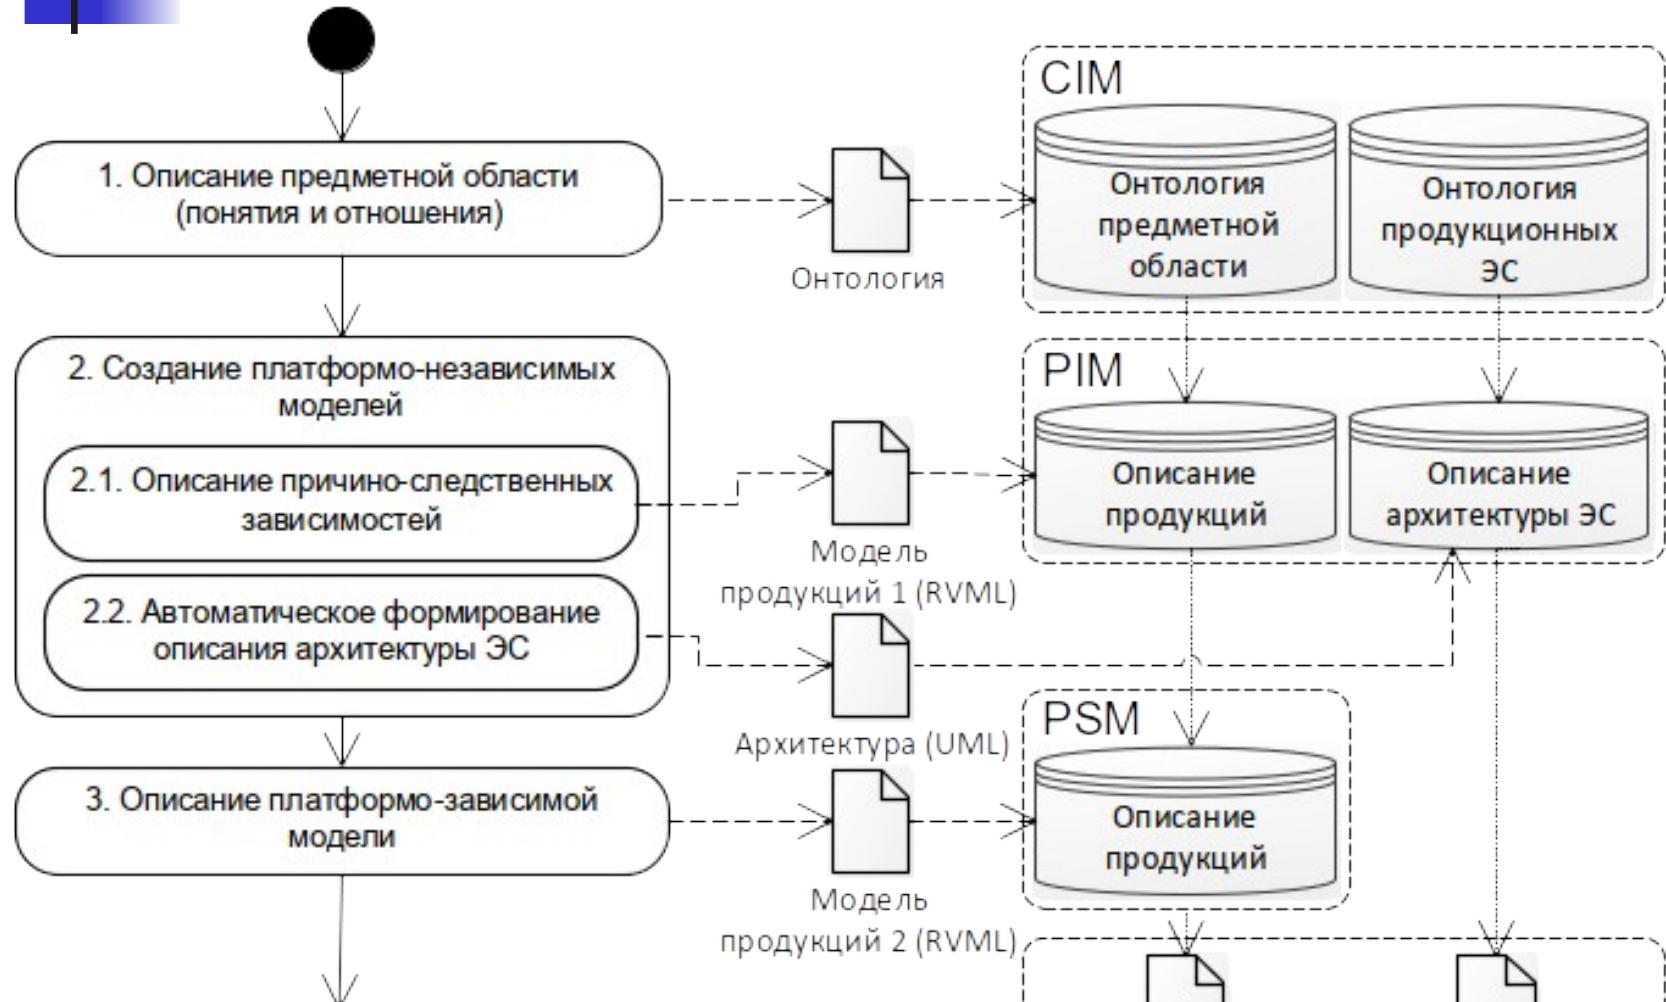 1. Описание предметной области
(понятия и отношения)
Онтология
CIM
Онтология
предметной
области
Онтология
продукционных
ЭС
2. Создание платформо-независимых
моделей
2.1. Описание причино-следственных
зависимостей
2.2. Автоматическое формирование
описания архитектуры ЭС
Модель
продукций 1 (RVML)
PIM
Описание
продукций
Описание
архитектуры ЭС
Архитектура (UML)
3. Описание платформо-зависимой
модели
Модель
продукций 2 (RVML)
PSM
Описание
продукций